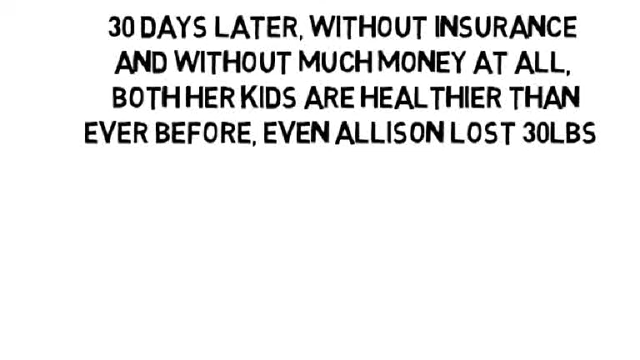 30 DAYS LATER, WITHOUT INSURANCE
AND WITHOUT MUCH MONEY AT ALL,
BOTH HER KIDS ARE HEALTHIER THAN
EVER BEFORE, EVEN ALLISON LOST 30LBS